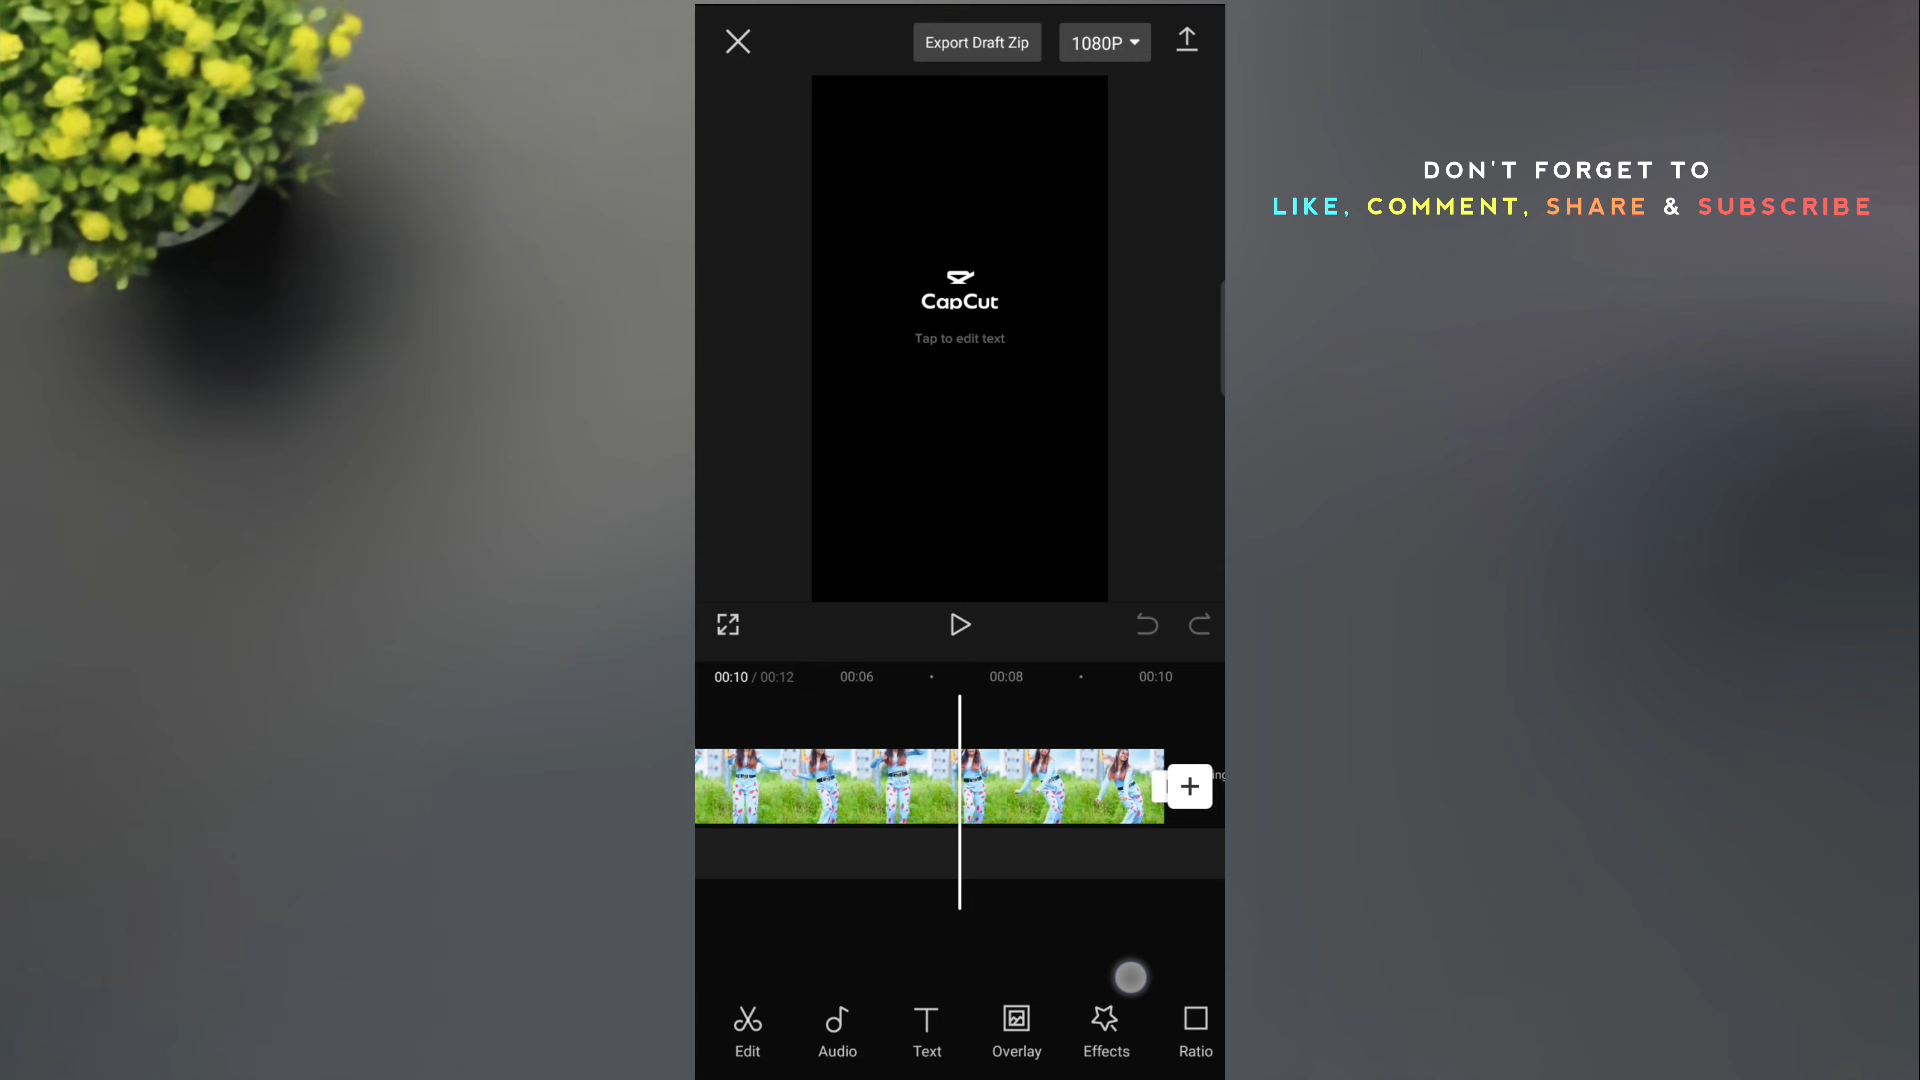 Export Draft Zip
1080P
DON'T FORGET TO
LIKE, COMMENT, SHARE & SUBSCRIBE
CapCut
Tap to edit text
00:10 / 00:12 00:06 00:08 00:10
Edit Audio Text Overlay Effects Ratio